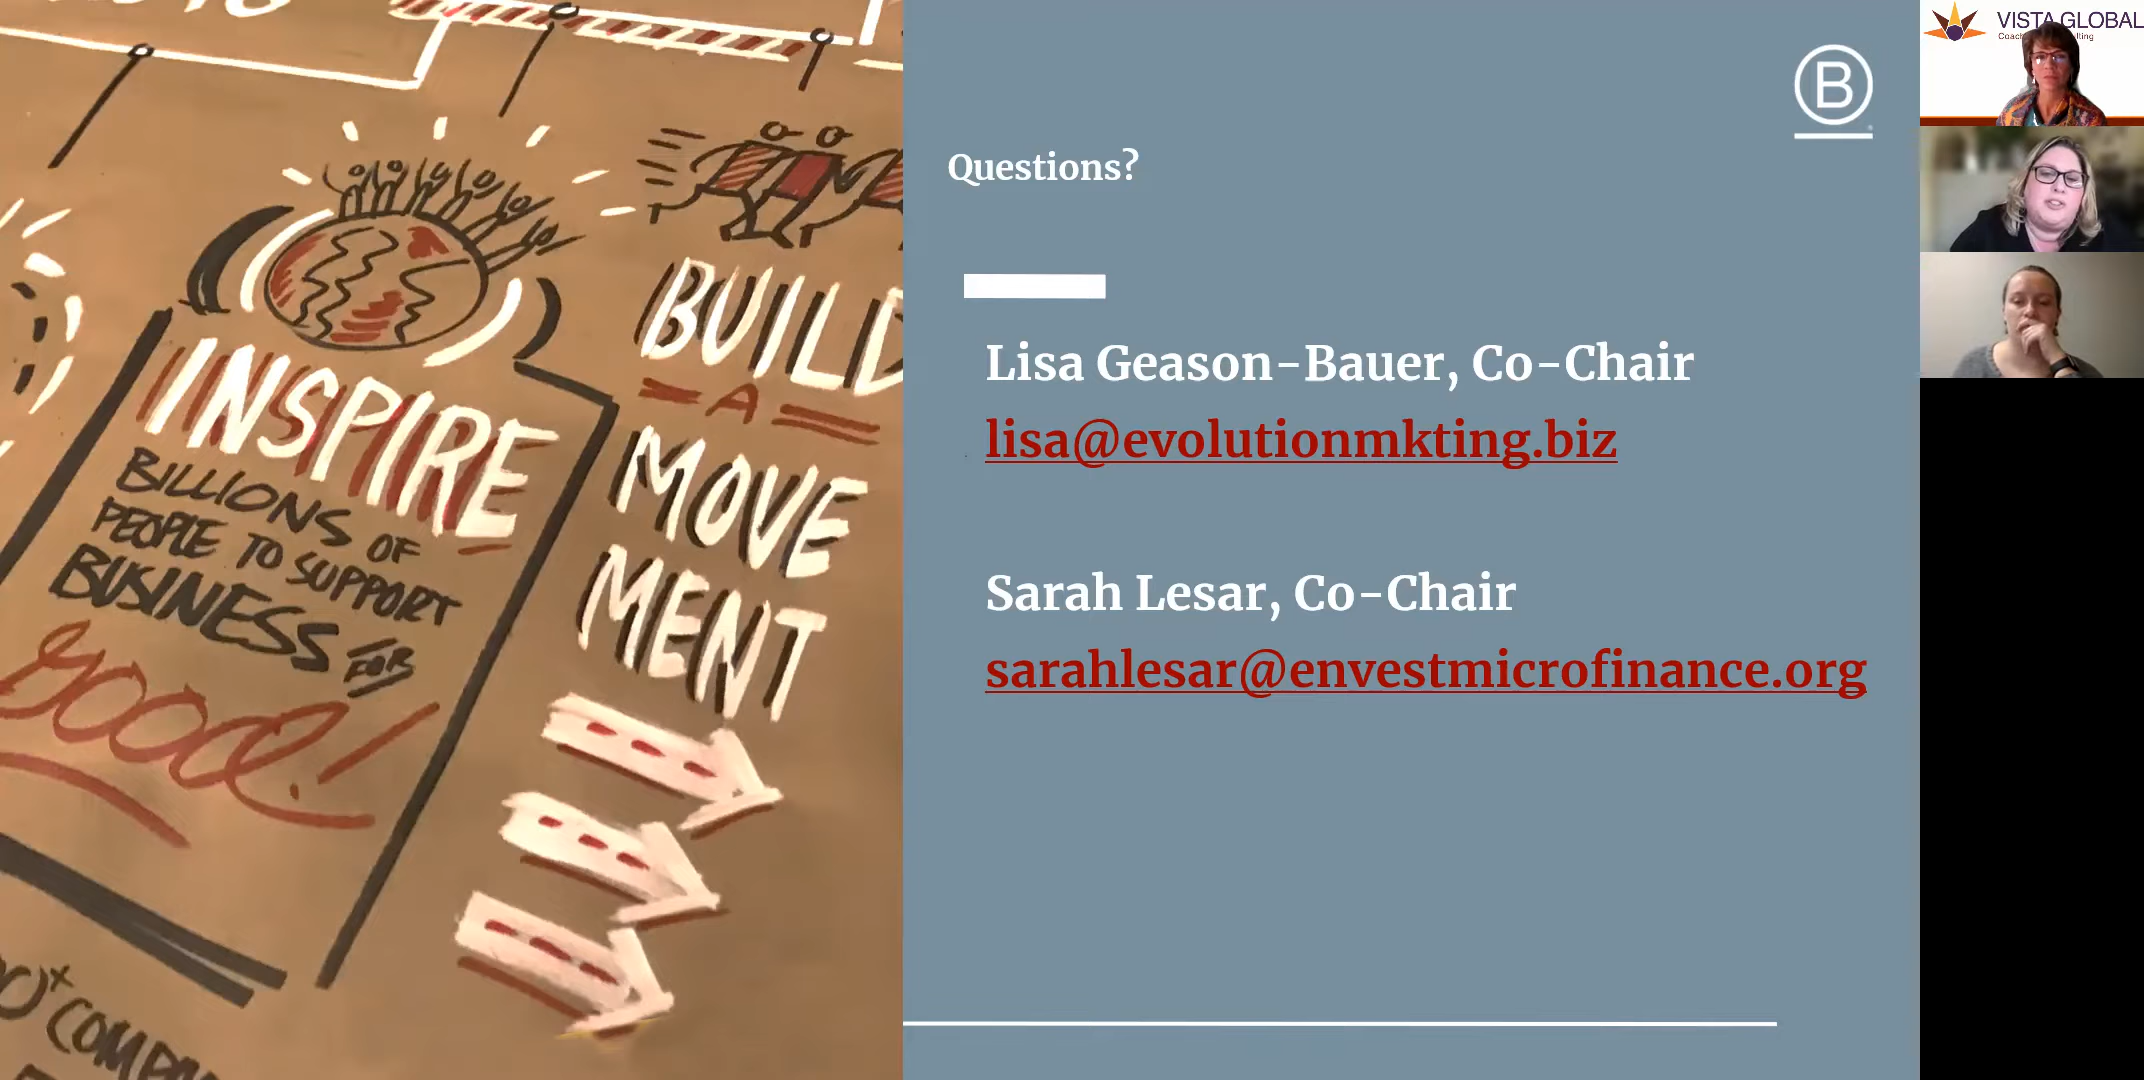 INSPIRE
BILLIONS OF
PEOPLE TO SUPPORT
BUSINESS FOR
good!
BUILD
A
MOVE
MENT
B
Questions?
Lisa Geason-Bauer, Co-Chair
lisa@evolutionmkting.biz
Sarah Lesar, Co-Chair
sarahlesar@envestmicrofinance.org
VISTA GLOBAL